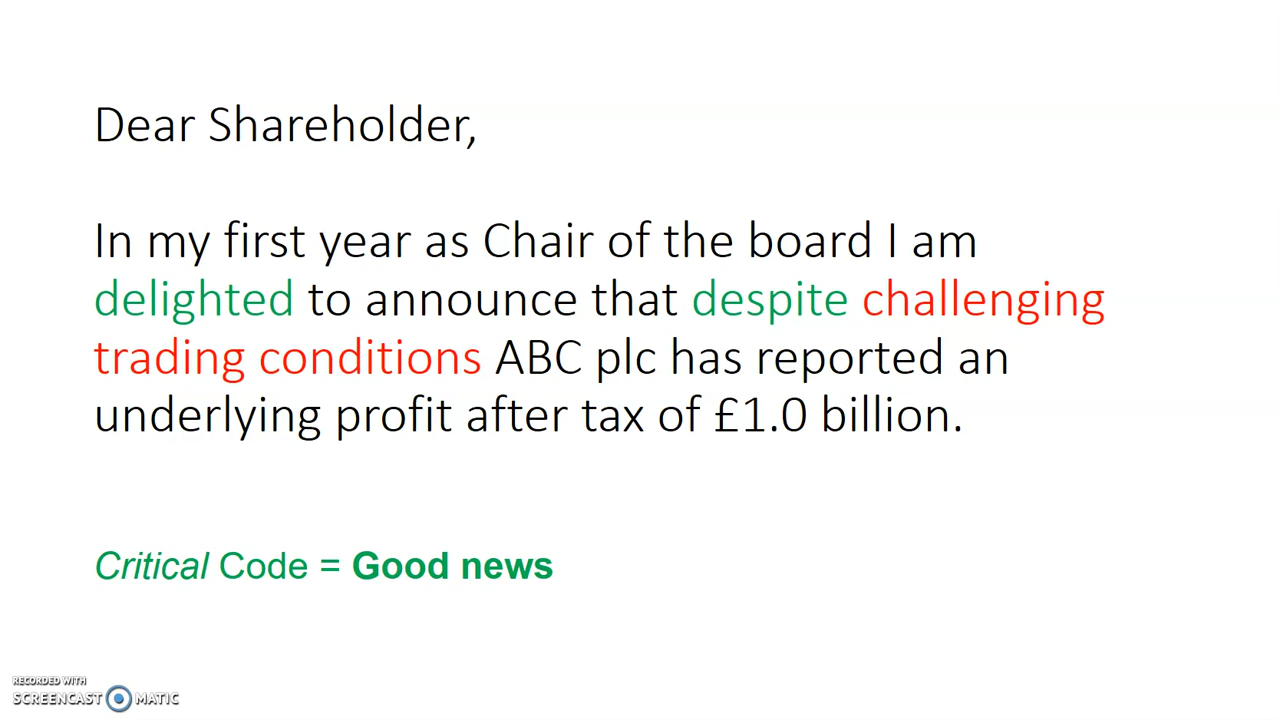 Dear Shareholder,
In my first year as Chair of the board I am
delighted to announce that despite challenging
trading conditions ABC plc has reported an
underlying profit after tax of £1.0 billion.
Critical Code = Good news
RECORDED WITH
SCREENCAST MATIC